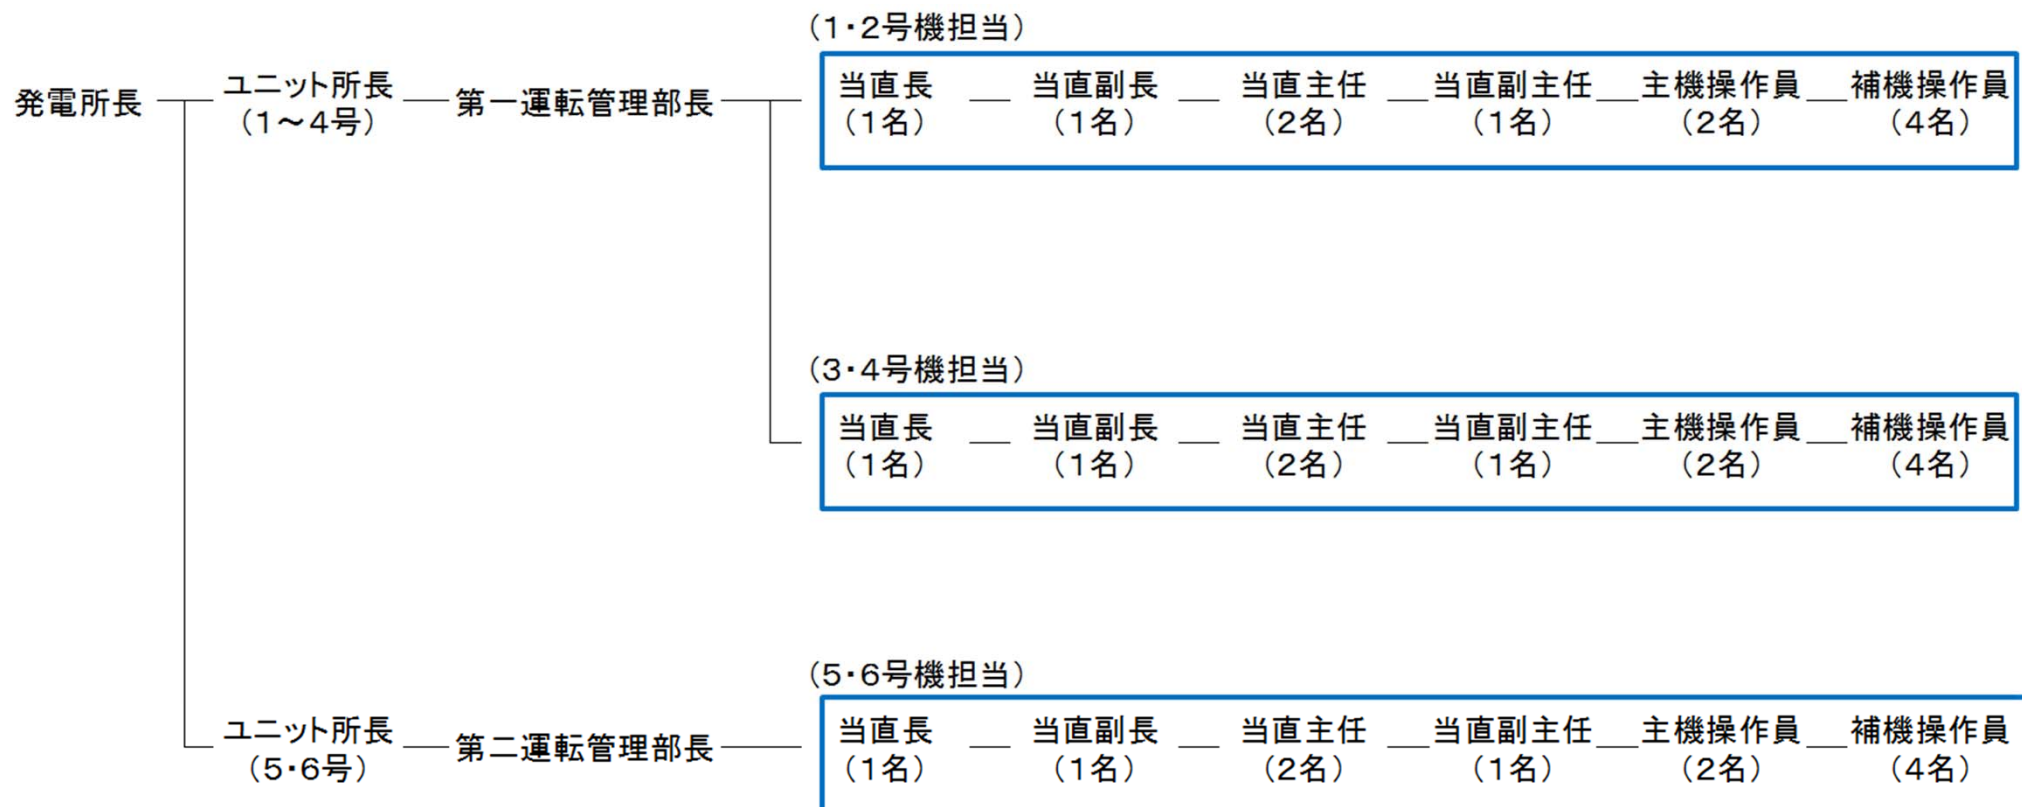 (1・2号機担当)
発電所長
ユニット所長
(1~4号)
第一運転管理部長
当直長
(1名)
当直副長
(1名)
当直主任
(2名)
当直副主任
(1名)
主機操作員
(2名)
補機操作員
(4名)
(3・4号機担当)
当直長
(1名)
当直副長
(1名)
当直主任
(2名)
当直副主任
(1名)
主機操作員
(2名)
補機操作員
(4名)
(5・6号機担当)
ユニット所長
(5・6号)
第二運転管理部長
当直長
(1名)
当直副長
(1名)
当直主任
(2名)
当直副主任
(1名)
主機操作員
(2名)
補機操作員
(4名)